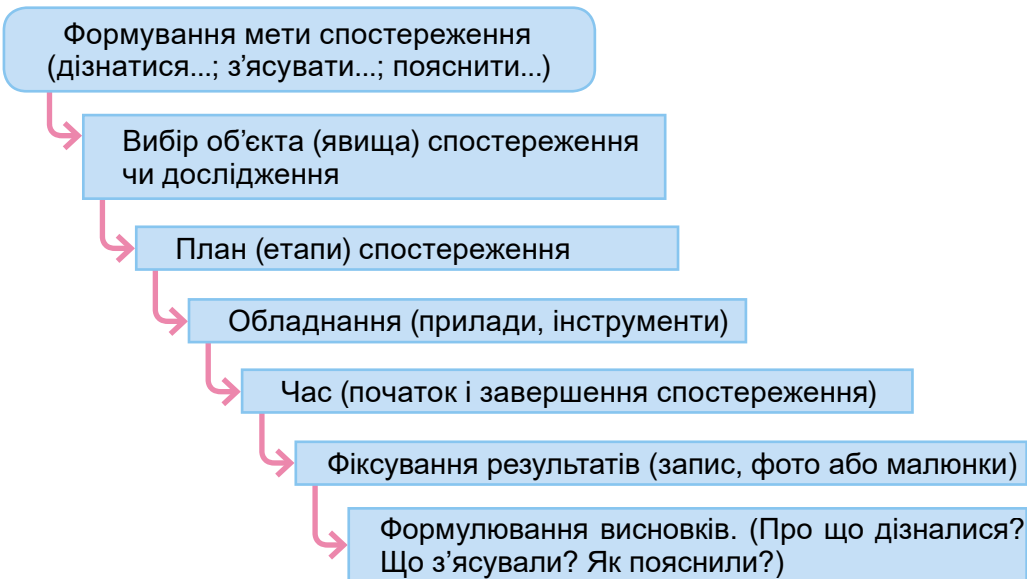 Формування мети спостереження
(дізнатися...; з'ясувати...; пояснити...)
Вибір об’єкта (явища) спостереження
чи дослідження
План (етапи) спостереження
Обладнання (прилади, інструменти)
Час (початок і завершення спостереження)
Фіксування результатів (запис, фото або малюнки)
Формулювання висновків. (Про що дізналися?
Що з’ясували? Як пояснили?)